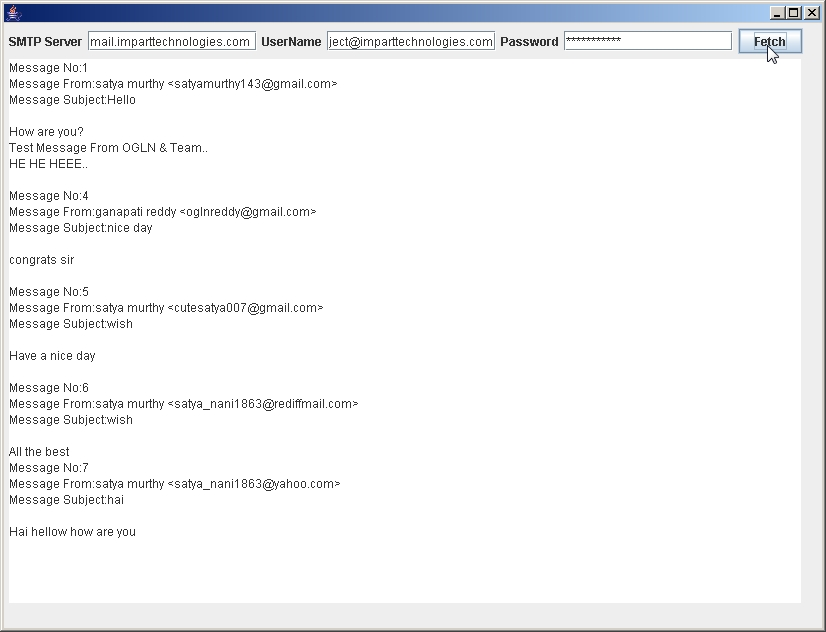 SMTP Server mail.imparttechnologies.com UserName ject@imparttechnologies.com Password *********** Fetch
Message No:1
Message From:satya murthy <satyamurthy143@gmail.com>
Message Subject:Hello
How are you?
Test Message From OGLN & Team..
HE HE HEEE..
Message No:4
Message From:ganapati reddy <oglnreddy@gmail.com>
Message Subject:nice day
congrats sir
Message No:5
Message From:satya murthy <cutesatya007@gmail.com>
Message Subject:wish
Have a nice day
Message No:6
Message From:satya murthy <satya_nani1863@rediffmail.com>
Message Subject:wish
All the best
Message No:7
Message From:satya murthy <satya_nani1863@yahoo.com>
Message Subject:hai
Hai hellow how are you